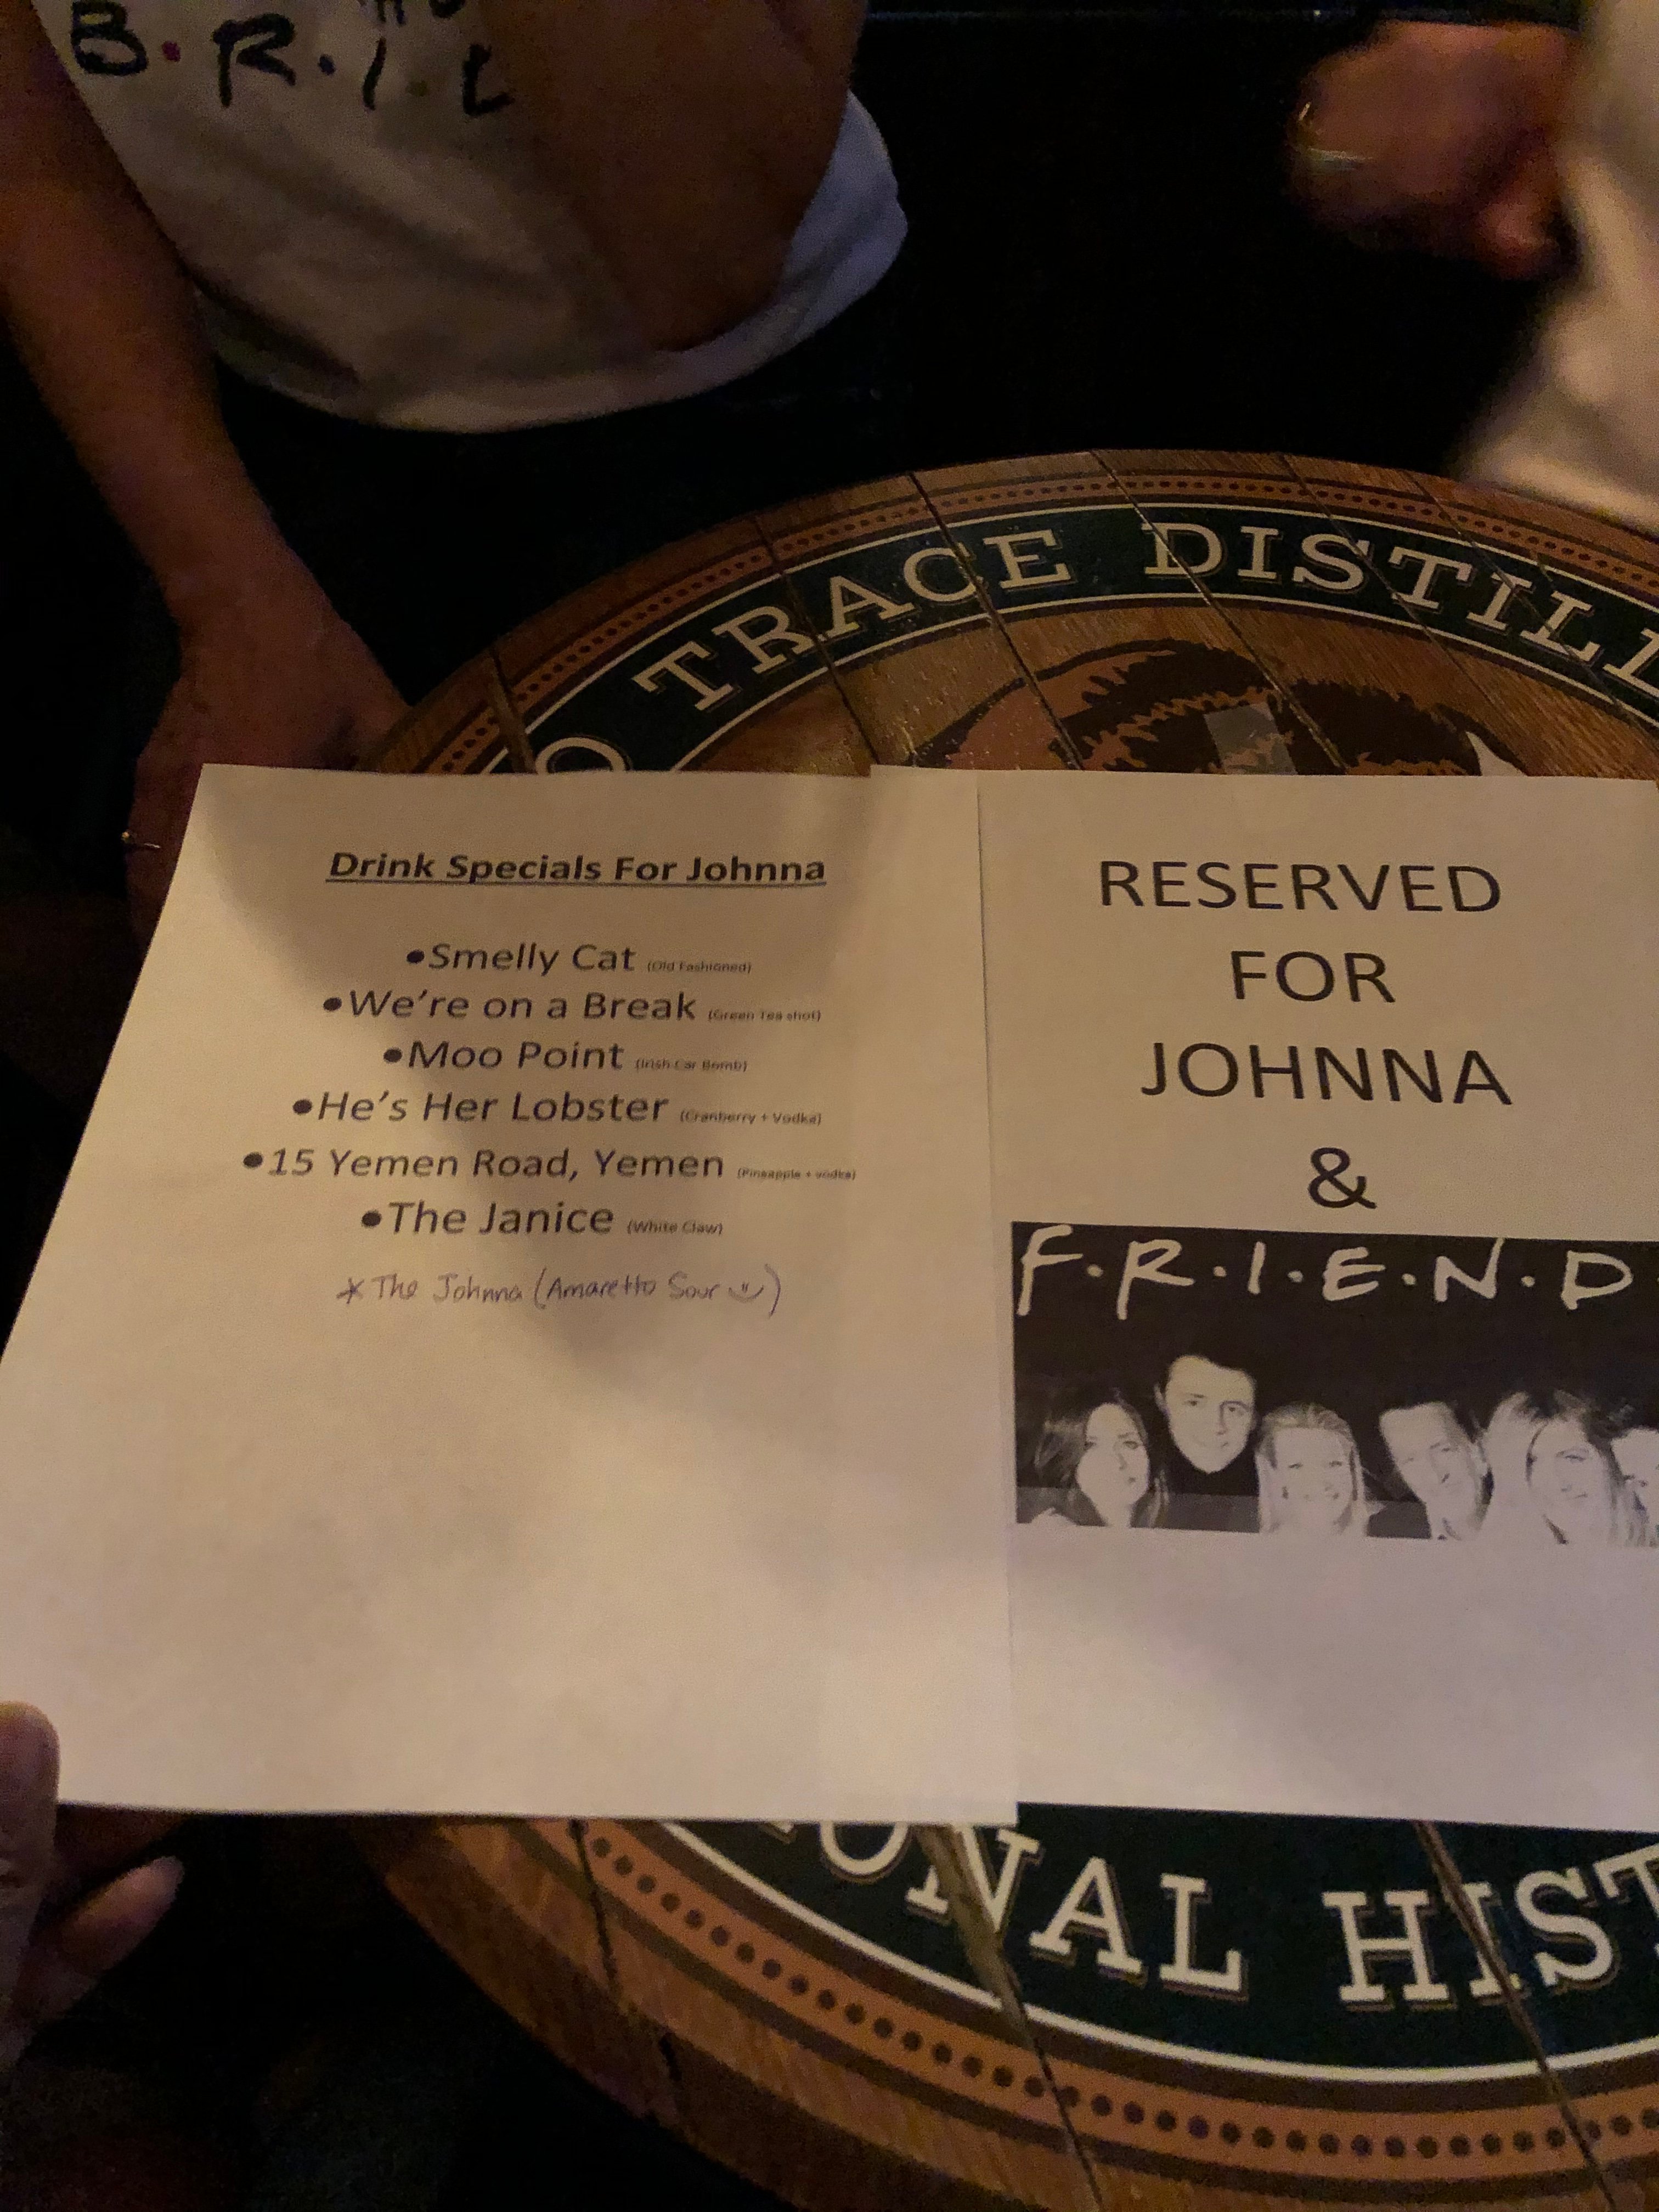 B.R.I.
O TRACE DISTILL
Drink Specials For Johnna
•Smelly Cat (Old Fashioned)
•We're on a Break (Green Tea shot)
•Moo Point (Irish Car Bomb)
•He's Her Lobster (Cranberry + Vodka)
•15 Yemen Road, Yemen (Pineapple + vodka)
•The Janice (White Claw)
*The Johnna (Amaretto Sour :))
RESERVED
FOR
JOHNNA
&
F·R·I·E·N·D
ONAL HIST